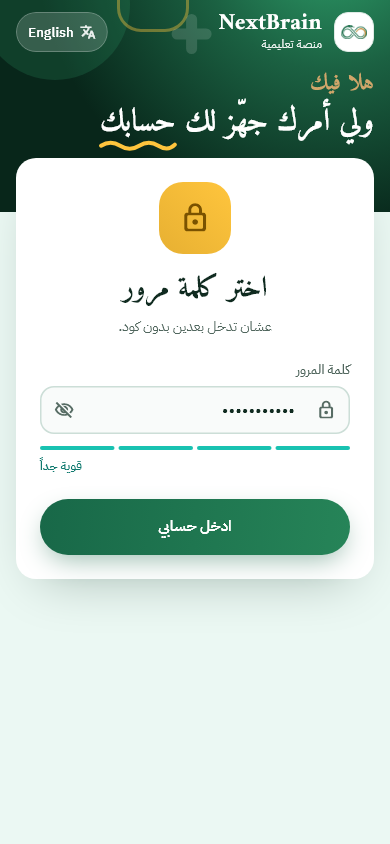 NextBrain
منصة تعليمية
English
هلا فيك
ولي أمرك جهّز لك حسابك
اختر كلمة مرور
عشان تدخل بعدين بدون كود.
كلمة المرور
•••••••••••
قوية جداً
ادخل حسابي